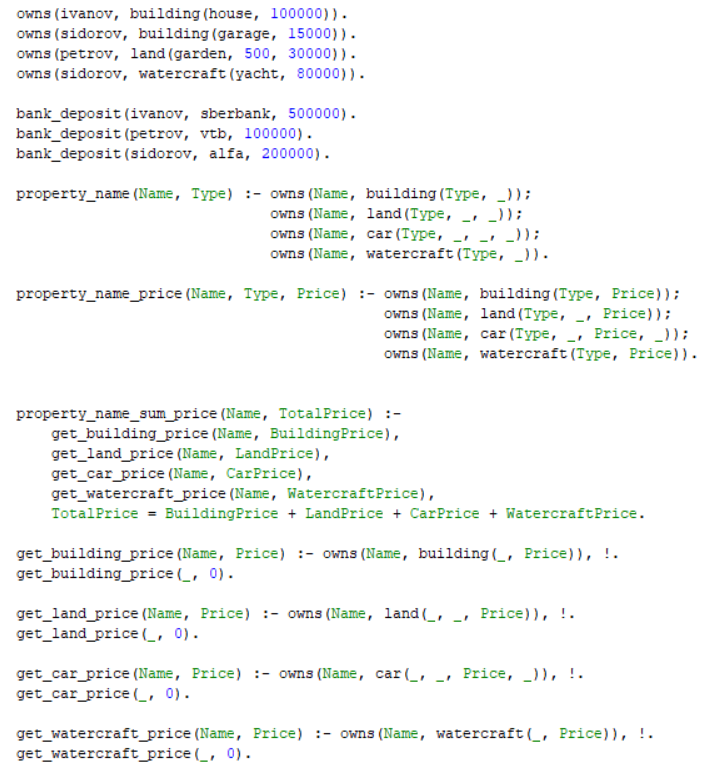 owns(ivanov, building(house, 100000)).
owns(sidorov, building(garage, 15000)).
owns(petrov, land(garden, 500, 30000)).
owns(sidorov, watercraft(yacht, 80000)).
bank_deposit(ivanov, sberbank, 500000).
bank_deposit(petrov, vtb, 100000).
bank_deposit(sidorov, alfa, 200000).
property_name(Name, Type) :- owns(Name, building(Type, _));
owns(Name, land(Type, _, _));
owns(Name, car(Type, _, _, _));
owns(Name, watercraft(Type, _)).
property_name_price(Name, Type, Price) :- owns(Name, building(Type, Price));
owns(Name, land(Type, _, Price));
owns(Name, car(Type, _, Price, _));
owns(Name, watercraft(Type, Price)).
property_name_sum_price(Name, TotalPrice) :-
get_building_price(Name, BuildingPrice),
get_land_price(Name, LandPrice),
get_car_price(Name, CarPrice),
get_watercraft_price(Name, WatercraftPrice),
TotalPrice = BuildingPrice + LandPrice + CarPrice + WatercraftPrice.
get_building_price(Name, Price) :- owns(Name, building(_, Price)), !.
get_building_price(_, 0).
get_land_price(Name, Price) :- owns(Name, land(_, _, Price)), !.
get_land_price(_, 0).
get_car_price(Name, Price) :- owns(Name, car(_, _, Price, _)), !.
get_car_price(_, 0).
get_watercraft_price(Name, Price) :- owns(Name, watercraft(_, Price)), !.
get_watercraft_price(_, 0).